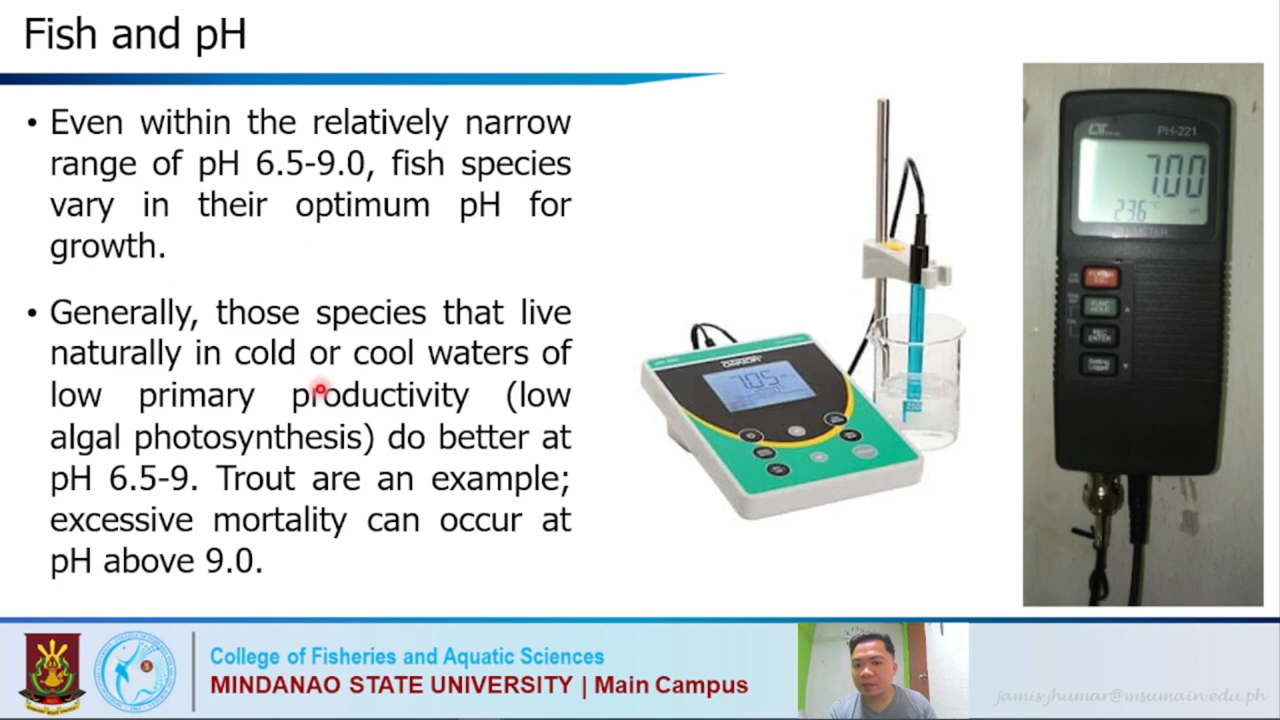 Fish and pH
• Even within the relatively narrow
range of pH 6.5-9.0, fish species
vary in their optimum pH for
growth.
• Generally, those species that live
naturally in cold or cool waters of
low primary productivity (low
algal photosynthesis) do better at
pH 6.5-9. Trout are an example;
excessive mortality can occur at
pH above 9.0.
7.05
PH-221
7.00
23.6 °C pH
College of Fisheries and Aquatic Sciences
MINDANAO STATE UNIVERSITY | Main Campus
jamis.jhumar@msumain.edu.ph